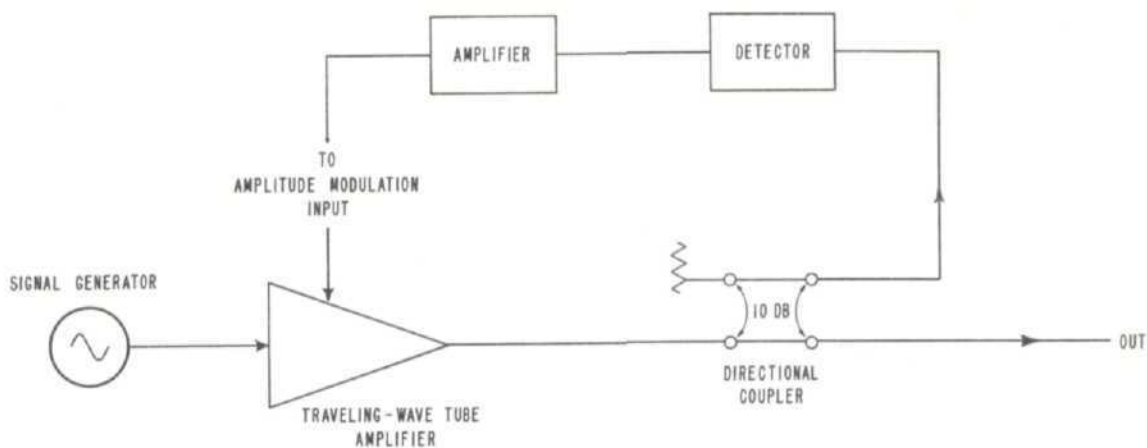 AMPLIFIER
DETECTOR
TO
AMPLITUDE MODULATION
INPUT
SIGNAL GENERATOR
10 DB
OUT
DIRECTIONAL
COUPLER
TRAVELING-WAVE TUBE
AMPLIFIER